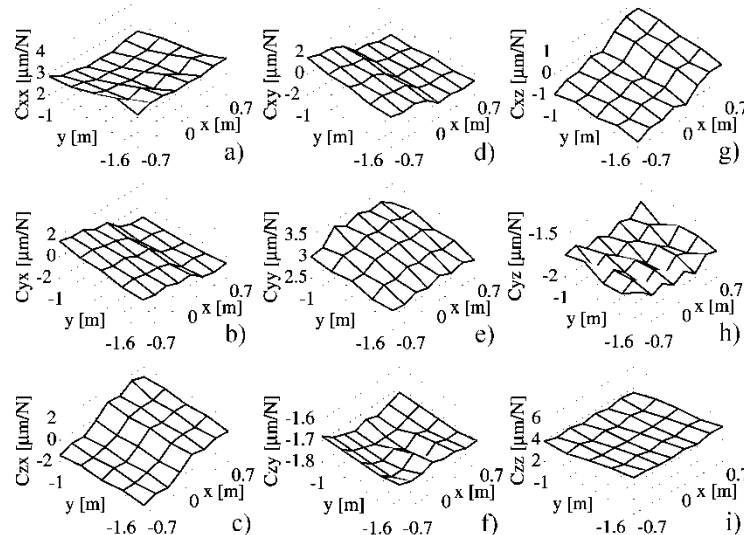 Cxx [µm/N]
4
3
2
-1
y [m]
-1.6 -0.7
0
x [m]
0.7
a)
Cxy [µm/N]
2
0
-2
-1
y [m]
-1.6 -0.7
0
x [m]
0.7
d)
Cxz [µm/N]
1
0
-1
-1
y [m]
-1.6 -0.7
0
x [m]
0.7
g)
Cyx [µm/N]
2
0
-2
-1
y [m]
-1.6 -0.7
0
x [m]
0.7
b)
Cyy [µm/N]
3.5
3
2.5
-1
y [m]
-1.6 -0.7
0
x [m]
0.7
e)
Cyz [µm/N]
-1.5
-2
-1
y [m]
-1.6 -0.7
0
x [m]
0.7
h)
Czx [µm/N]
2
0
-2
-1
y [m]
-1.6 -0.7
0
x [m]
0.7
c)
Czy [µm/N]
-1.6
-1.7
-1.8
-1
y [m]
-1.6 -0.7
0
x [m]
0.7
f)
Czz [µm/N]
6
4
2
-1
y [m]
-1.6 -0.7
0
x [m]
0.7
i)